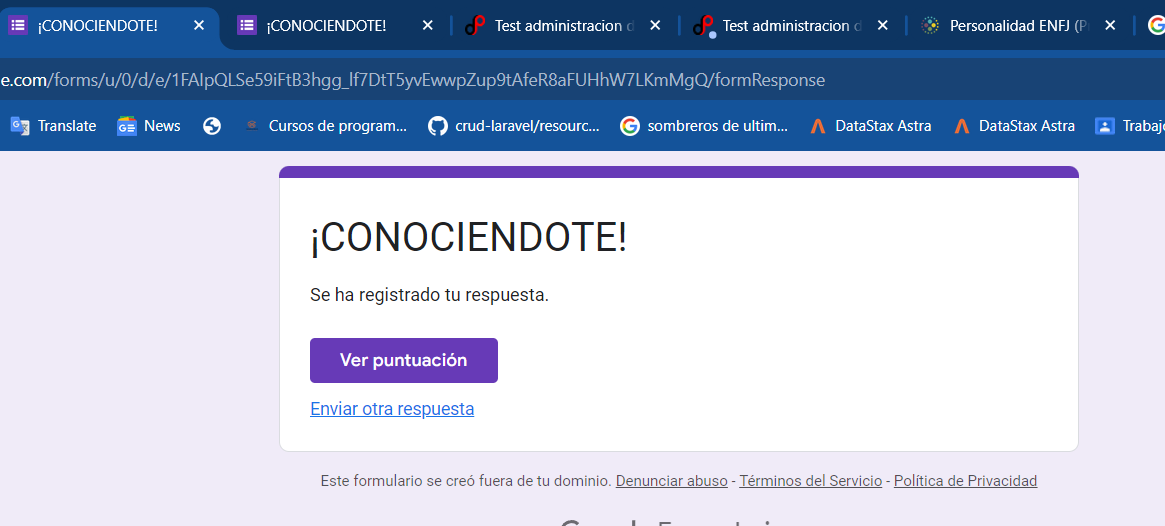 ¡CONOCIENDOTE!
¡CONOCIENDOTE!
Test administracion d
Test administracion d
Personalidad ENFJ (P
e.com/forms/u/0/d/e/1FAIpQLSe59iFtB3hgg_lf7DtT5yvEwwpZup9tAfeR8aFUHhW7LKmMgQ/formResponse
Translate
News
Cursos de program...
crud-laravel/resourc...
sombreros de ultim...
DataStax Astra
DataStax Astra
Trabajo
¡CONOCIENDOTE!
Se ha registrado tu respuesta.
Ver puntuación
Enviar otra respuesta
Este formulario se creó fuera de tu dominio. Denunciar abuso - Términos del Servicio - Política de Privacidad